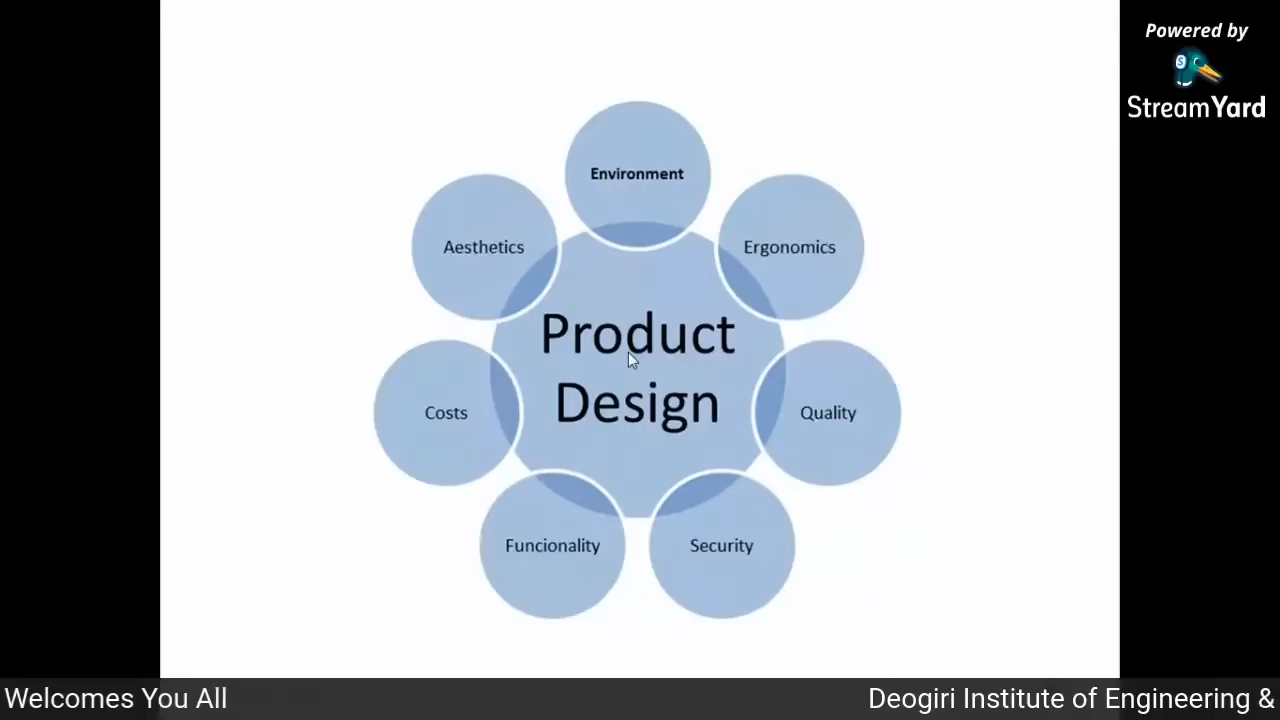 Powered by
StreamYard
Environment
Aesthetics
Ergonomics
Product
Design
Costs
Quality
Funcionality
Security
Welcomes You All
Deogiri Institute of Engineering &